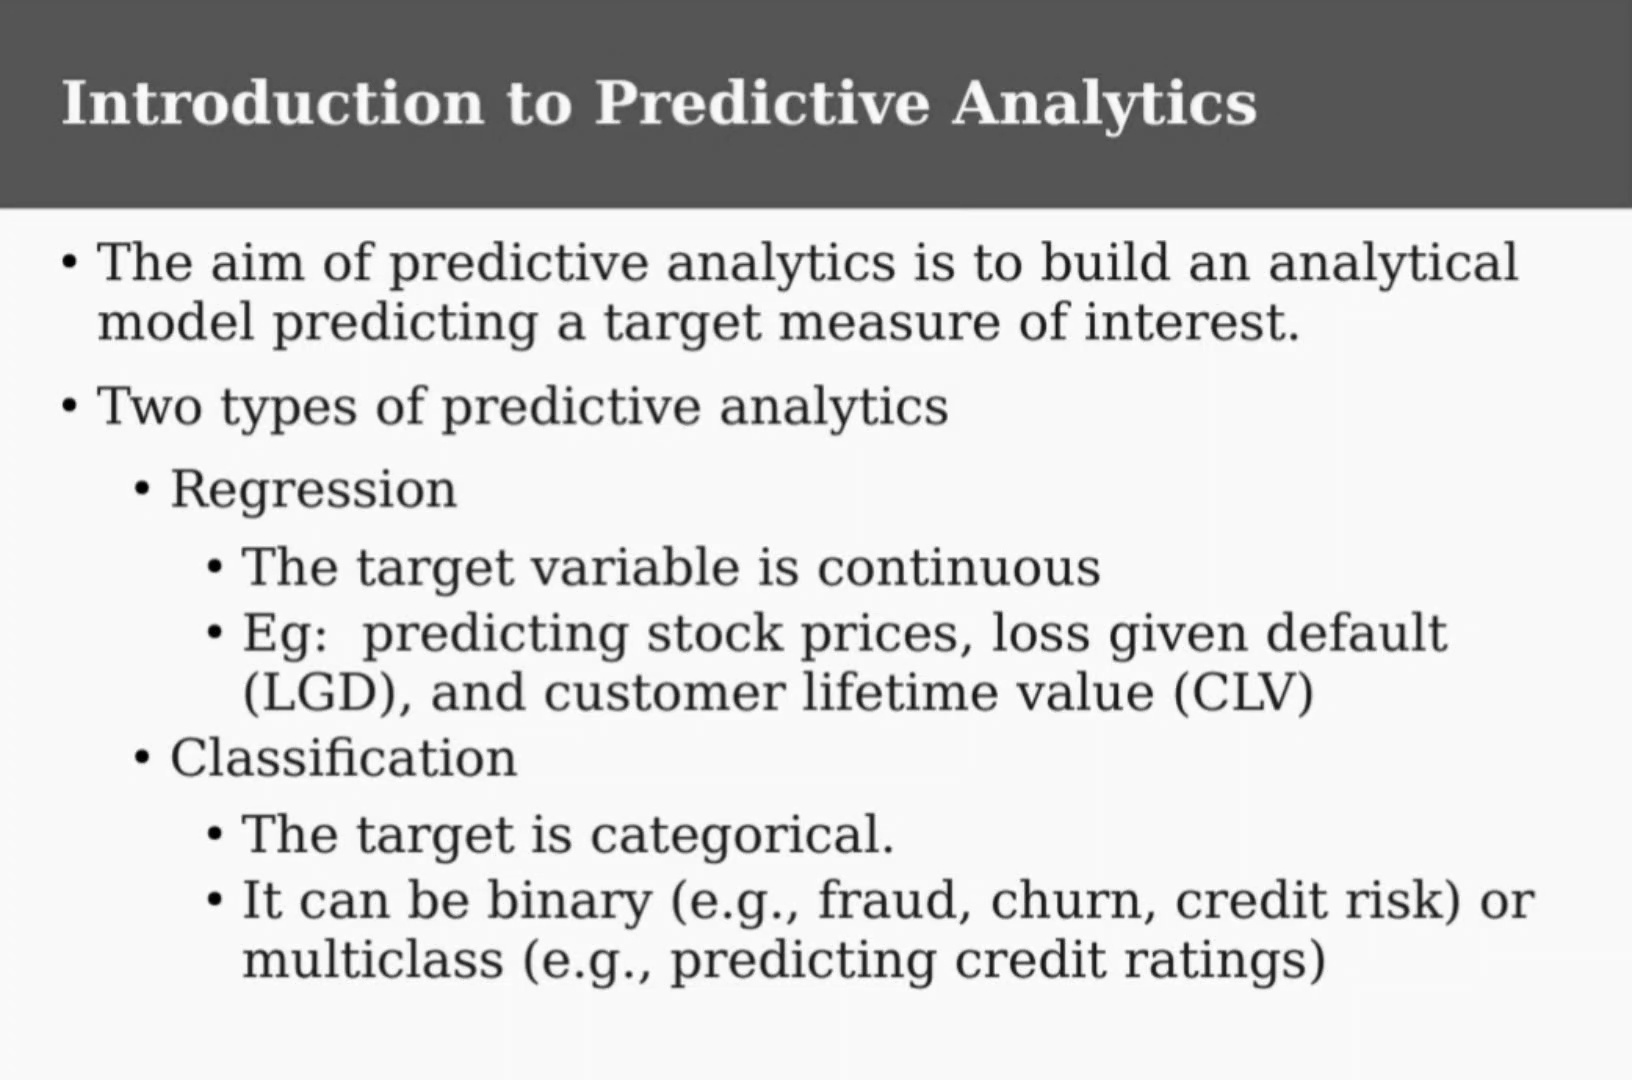 Introduction to Predictive Analytics
• The aim of predictive analytics is to build an analytical
model predicting a target measure of interest.
• Two types of predictive analytics
• Regression
• The target variable is continuous
• Eg:  predicting stock prices, loss given default
(LGD), and customer lifetime value (CLV)
• Classification
• The target is categorical.
• It can be binary (e.g., fraud, churn, credit risk) or
multiclass (e.g., predicting credit ratings)